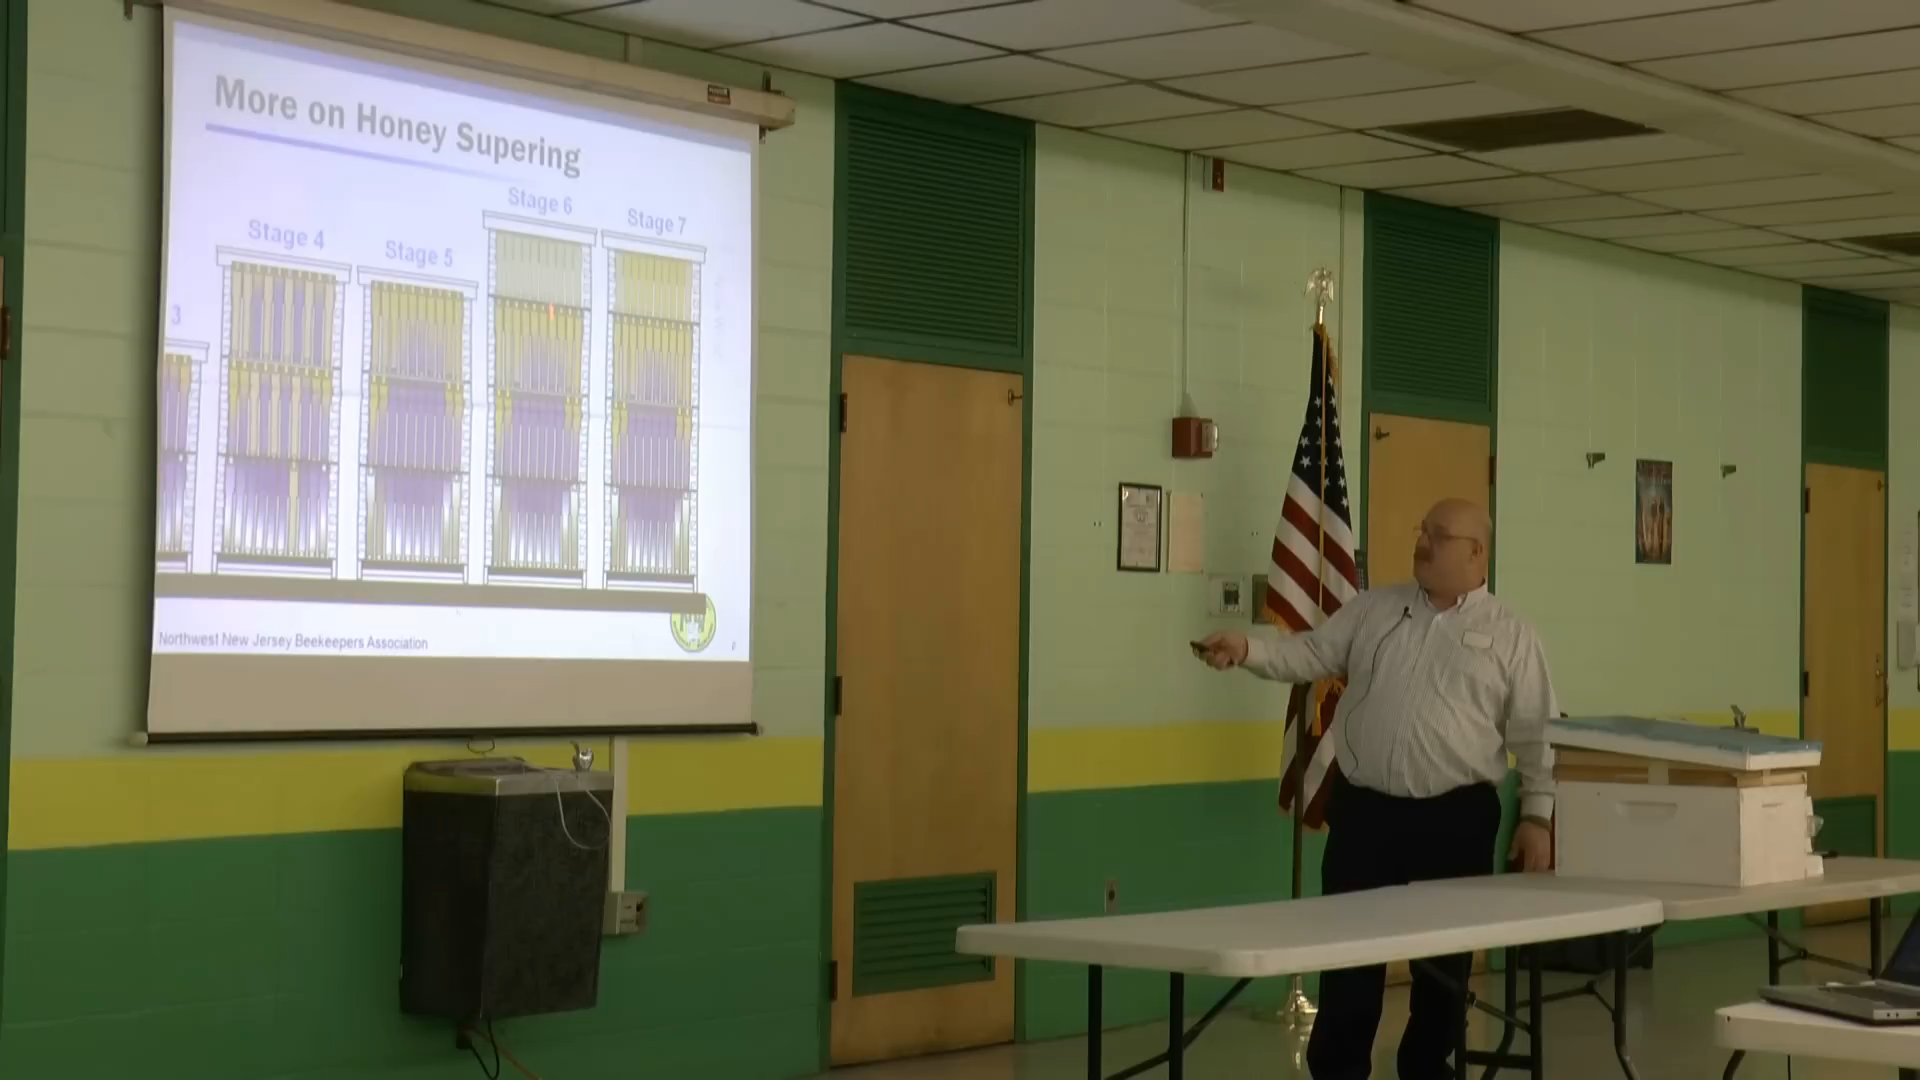 More on Honey Supering
Stage 6
Stage 7
Stage 4
Stage 5
3
Northwest New Jersey Beekeepers Association